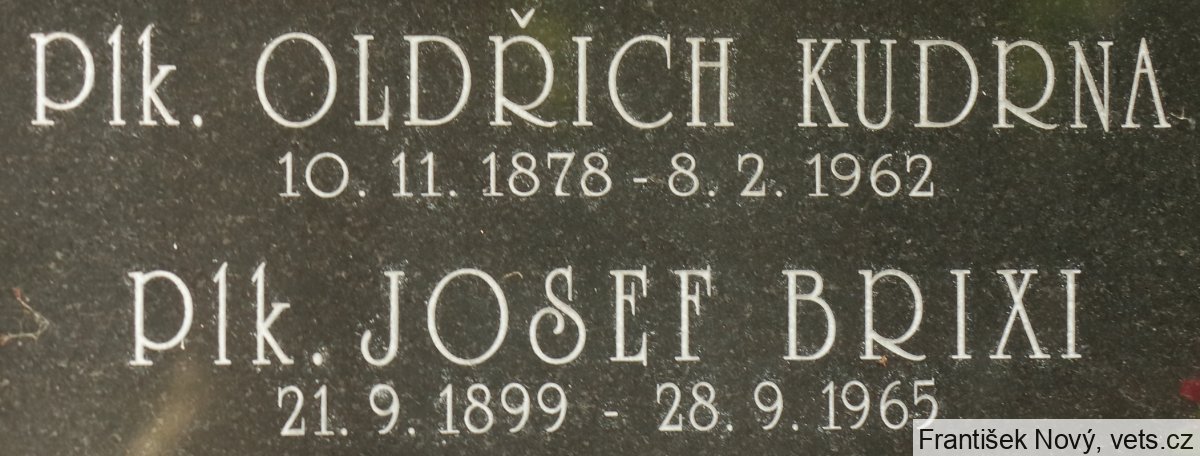 Plk. OLDŘICH KUDRNA
10. 11. 1878 - 8. 2. 1962
Plk. JOSEF BRIXI
21. 9. 1899 - 28. 9. 1965
František Nový, vets.cz